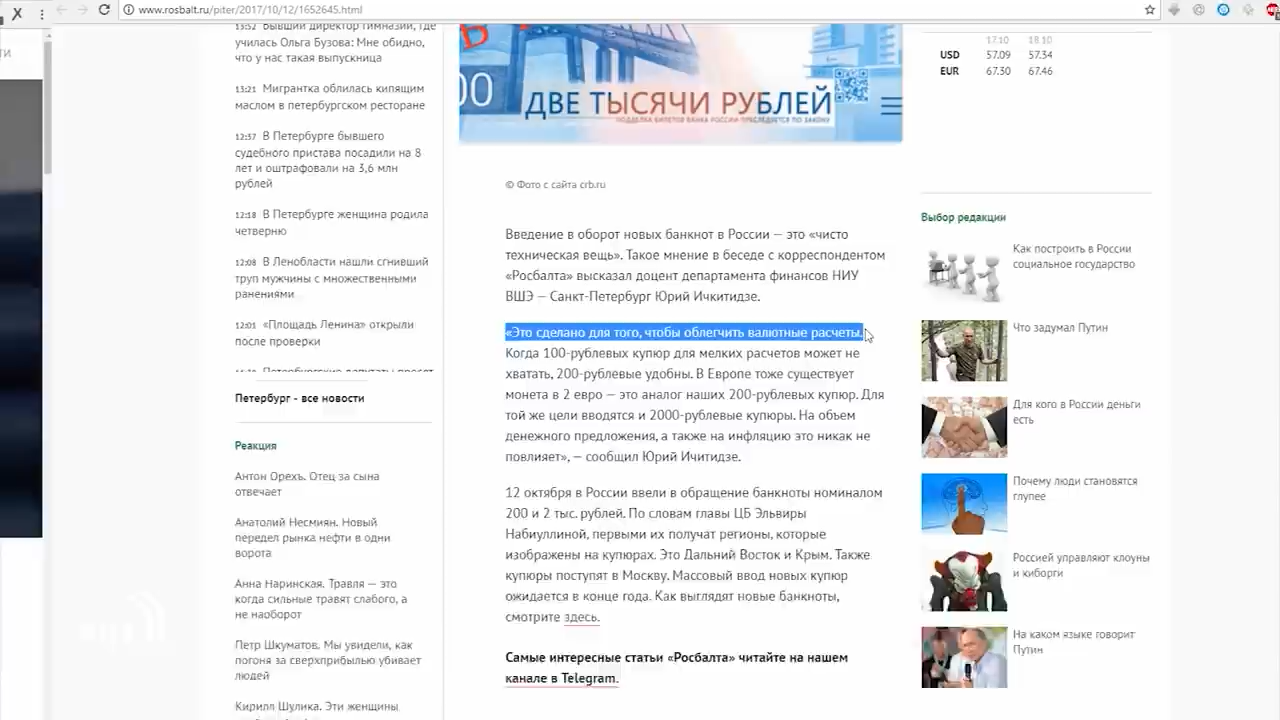 www.rosbalt.ru/piter/2017/10/12/1652645.html
13:52 Бывший директор гимназии, где
училась Ольга Бузова: Мне обидно,
что у нас такая выпускница
13:21 Мигрантка облилась кипящим
маслом в петербургском ресторане
12:37 В Петербурге бывшего
судебного пристава посадили на 8
лет и оштрафовали на 3,6 млн
рублей
12:18 В Петербурге женщина родила
четверню
12:08 В Ленобласти нашли сгнивший
труп мужчины с множественными
ранениями
12:01 «Площадь Ленина» открыли
после проверки
Петербургские депутаты просят
Петербург - все новости
Реакция
Антон Орехъ. Отец за сына
отвечает
Анатолий Несмиян. Новый
передел рынка нефти в одни
ворота
Анна Наринская. Травля — это
когда сильные травят слабого, а
не наоборот
Петр Шкуматов. Мы увидели, как
погоня за сверхприбылью убивает
людей
Кирилл Шулика. Эти женщины
00
ДВЕ ТЫСЯЧИ РУБЛЕЙ
ПОДДЕЛКА БИЛЕТОВ БАНКА РОССИИ ПРЕСЛЕДУЕТСЯ ПО ЗАКОНУ
© Фото с сайта crb.ru
Введение в оборот новых банкнот в России — это «чисто
техническая вещь». Такое мнение в беседе с корреспондентом
«Росбалта» высказал доцент департамента финансов НИУ
ВШЭ — Санкт-Петербург Юрий Ичкитидзе.
«Это сделано для того, чтобы облегчить валютные расчеты.
Когда 100-рублевых купюр для мелких расчетов может не
хватать, 200-рублевые удобны. В Европе тоже существует
монета в 2 евро — это аналог наших 200-рублевых купюр. Для
той же цели вводятся и 2000-рублевые купюры. На объем
денежного предложения, а также на инфляцию это никак не
повлияет», — сообщил Юрий Ичитидзе.
12 октября в России ввели в обращение банкноты номиналом
200 и 2 тыс. рублей. По словам главы ЦБ Эльвиры
Набиуллиной, первыми их получат регионы, которые
изображены на купюрах. Это Дальний Восток и Крым. Также
купюры поступят в Москву. Массовый ввод новых купюр
ожидается в конце года. Как выглядят новые банкноты,
смотрите здесь.
Самые интересные статьи «Росбалта» читайте на нашем
канале в Telegram.
17.10 18.10
USD 57.09 57.34
EUR 67.30 67.46
Выбор редакции
Как построить в России
социальное государство
Что задумал Путин
Для кого в России деньги
есть
Почему люди становятся
глупее
Россией управляют клоуны
и киборги
На каком языке говорит
Путин